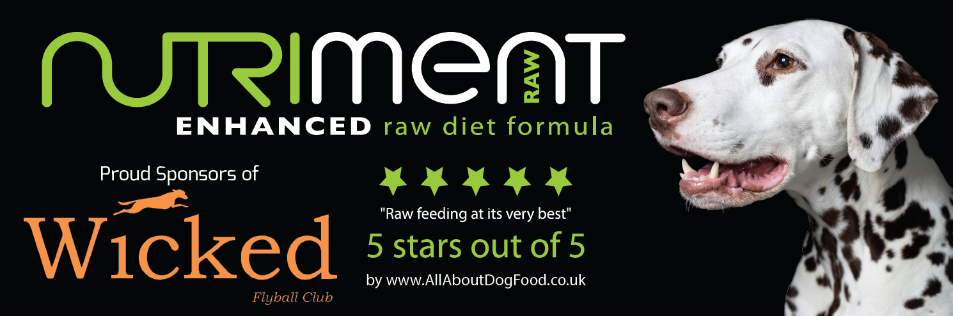 NUTRIMENT
RAW
ENHANCED raw diet formula
Proud Sponsors of
Wicked
Flyball Club
"Raw feeding at its very best"
5 stars out of 5
by www.AllAboutDogFood.co.uk